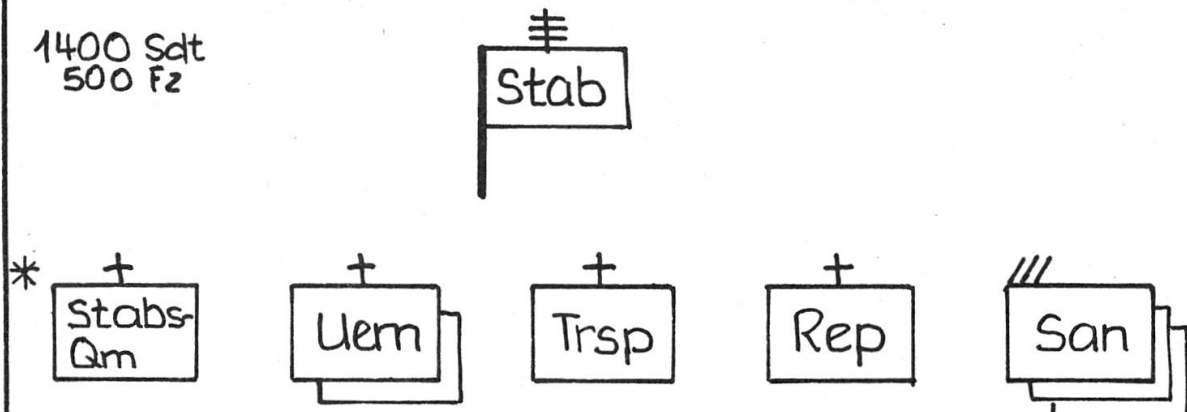 1400 Sdt
500 Fz
Stab
*
Stabs-
Qm
Uem
Trsp
Rep
San